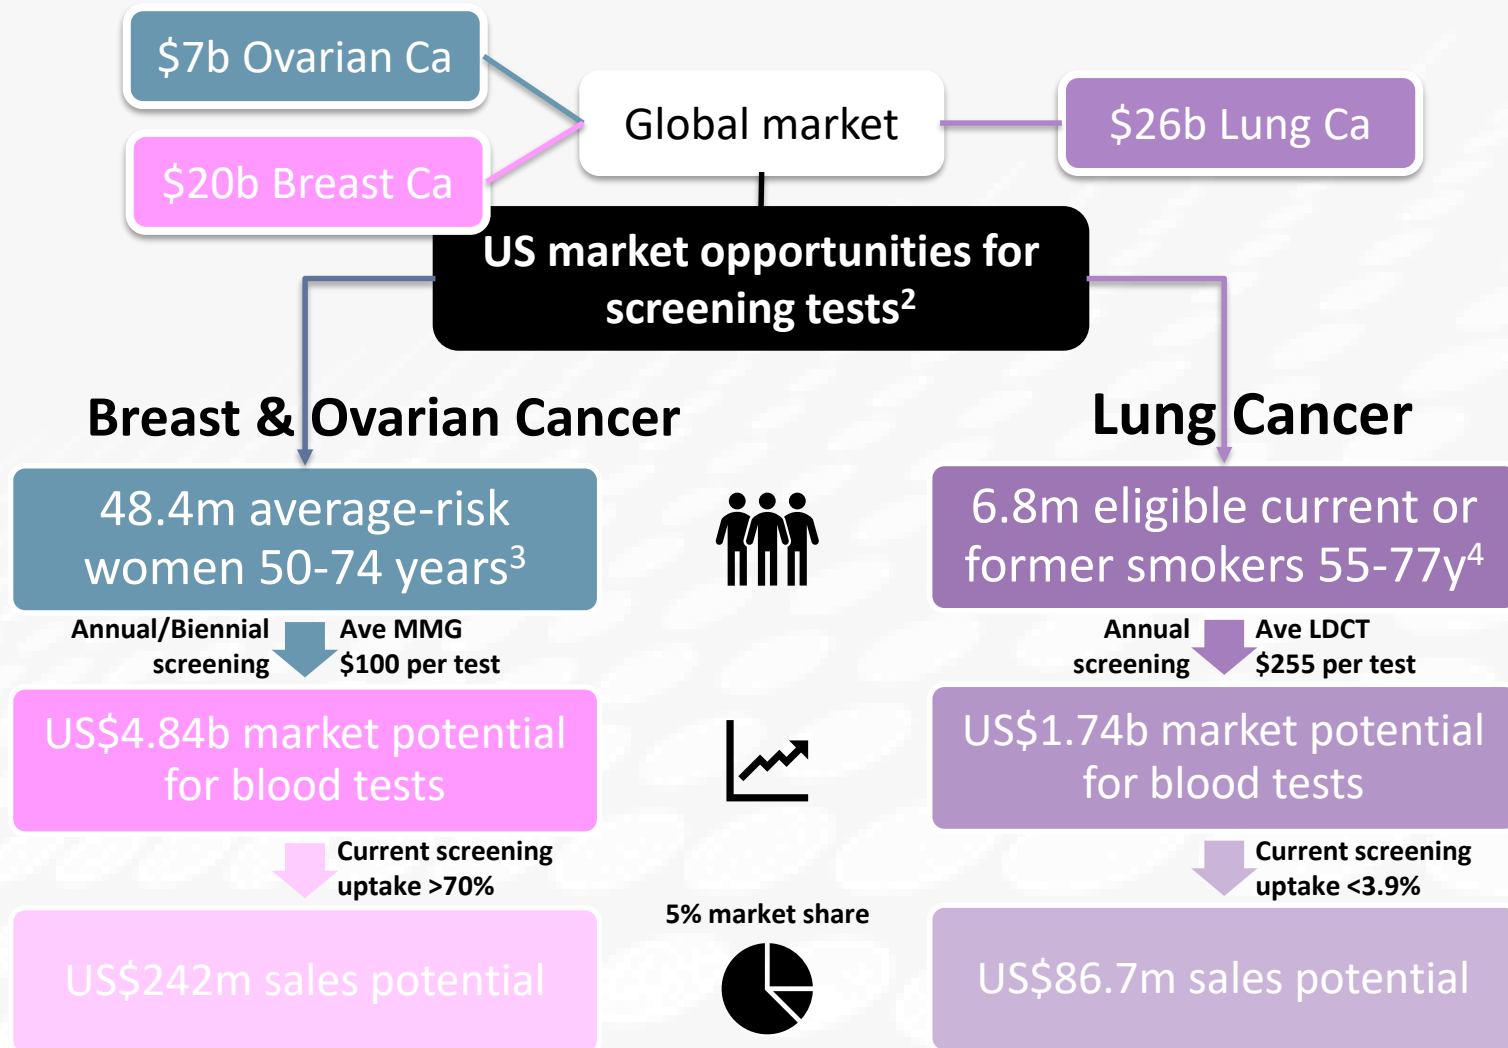 $7b Ovarian Ca
$20b Breast Ca
Global market
$26b Lung Ca
US market opportunities for
screening tests²
Breast & Ovarian Cancer
Lung Cancer
48.4m average-risk
women 50-74 years³
6.8m eligible current or
former smokers 55-77y⁴
Annual/Biennial
screening
Ave MMG
$100 per test
Annual
screening
Ave LDCT
$255 per test
US$4.84b market potential
for blood tests
US$1.74b market potential
for blood tests
Current screening
uptake >70%
Current screening
uptake <3.9%
5% market share
US$242m sales potential
US$86.7m sales potential